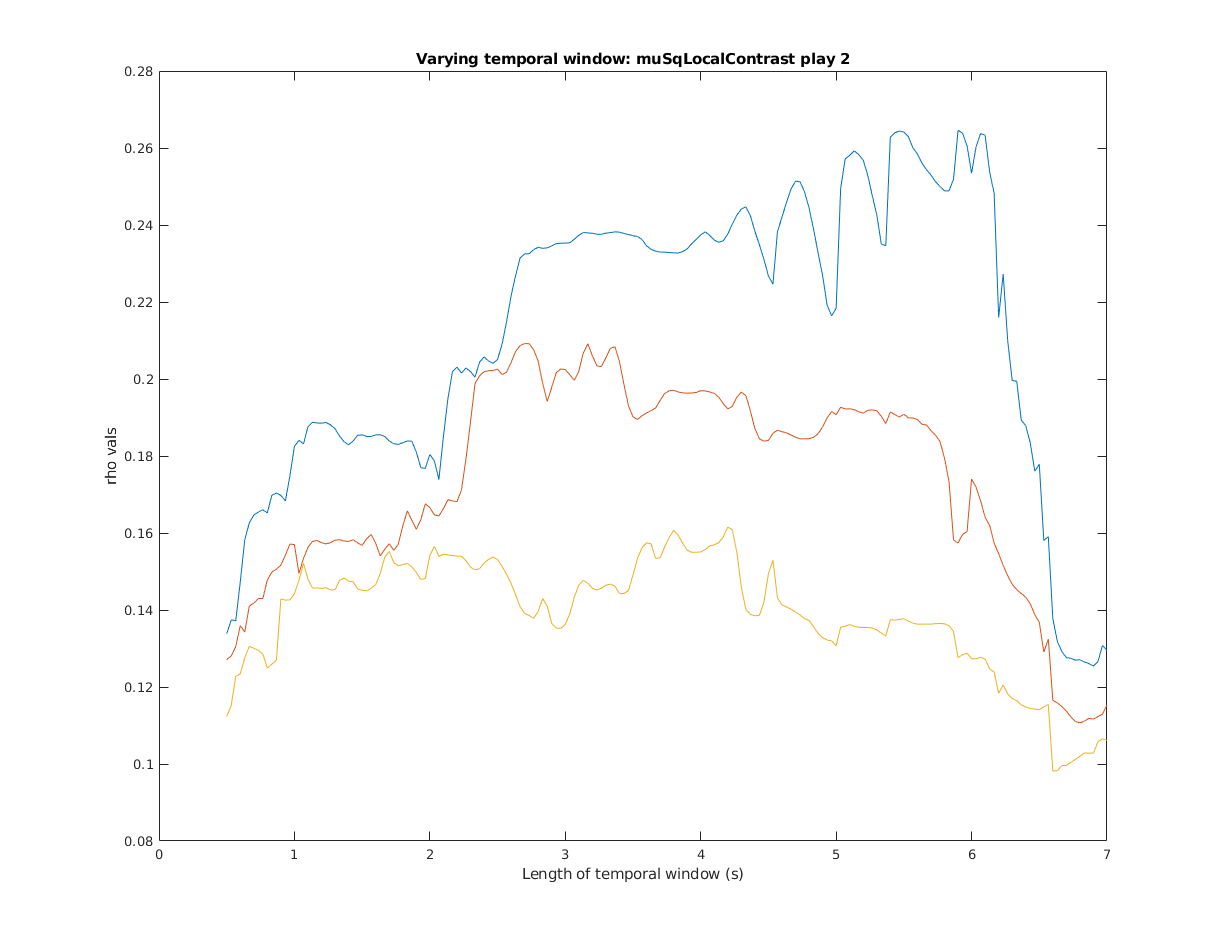 Varying temporal window: muSqLocalContrast play 2
0.28
0.26
0.24
0.22
0.2
0.18
0.16
0.14
0.12
0.1
0.08
rho vals
0 1 2 3 4 5 6 7
Length of temporal window (s)